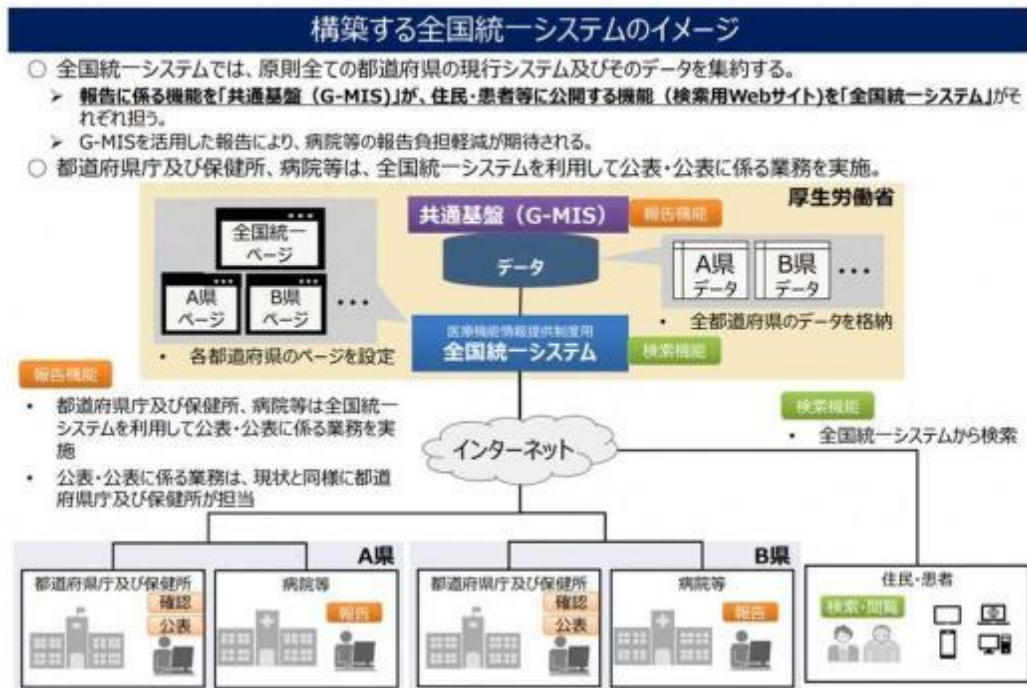 構築する全国統一システムのイメージ
○ 全国統一システムでは、原則全ての都道府県の現行システム及びそのデータを集約する。
➢ 報告に係る機能を「共通基盤（G-MIS）」が、住民・患者等に公開する機能（検索用Webサイト)を「全国統一システム」がそ
れぞれ担う。
➢ G-MISを活用した報告により、病院等の報告負担軽減が期待される。
○ 都道府県庁及び保健所、病院等は、全国統一システムを利用して公表・公表に係る業務を実施。
厚生労働省
共通基盤（G-MIS）
報告機能
データ
全国統一
ページ
A県
ページ
B県
ページ
・・・
• 各都道府県のページを設定
A県
データ
B県
データ
・・・
• 全都道府県のデータを格納
医療機能情報提供制度用
全国統一システム
検索機能
報告機能
• 都道府県庁及び保健所、病院等は全国統一
システムを利用して公表・公表に係る業務を実
施
• 公表・公表に係る業務は、現状と同様に都道
府県庁及び保健所が担当
インターネット
検索機能
• 全国統一システムから検索
A県
都道府県庁及び保健所
確認
公表
病院等
報告
B県
都道府県庁及び保健所
確認
公表
病院等
報告
住民・患者
検索・閲覧